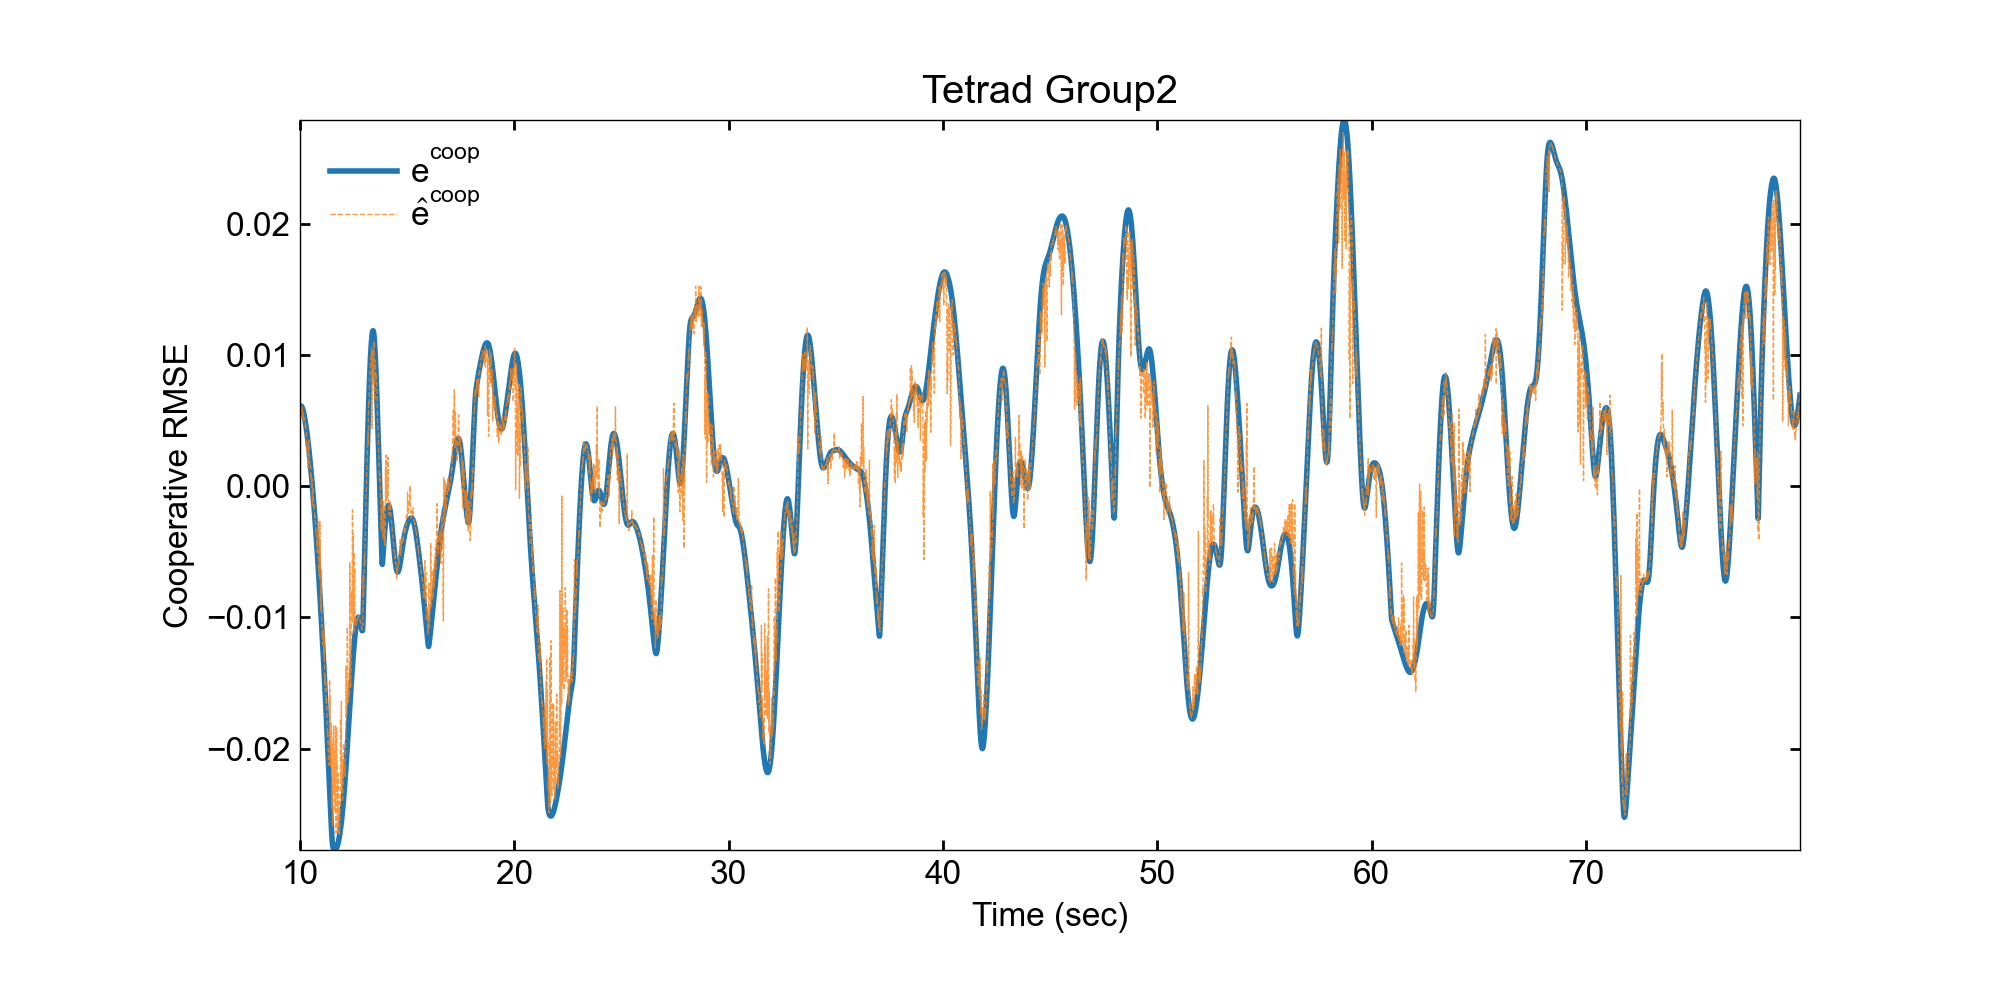 Tetrad Group2
e^coop
ê^coop
Cooperative RMSE
0.02
0.01
0.00
−0.01
−0.02
10 20 30 40 50 60 70
Time (sec)